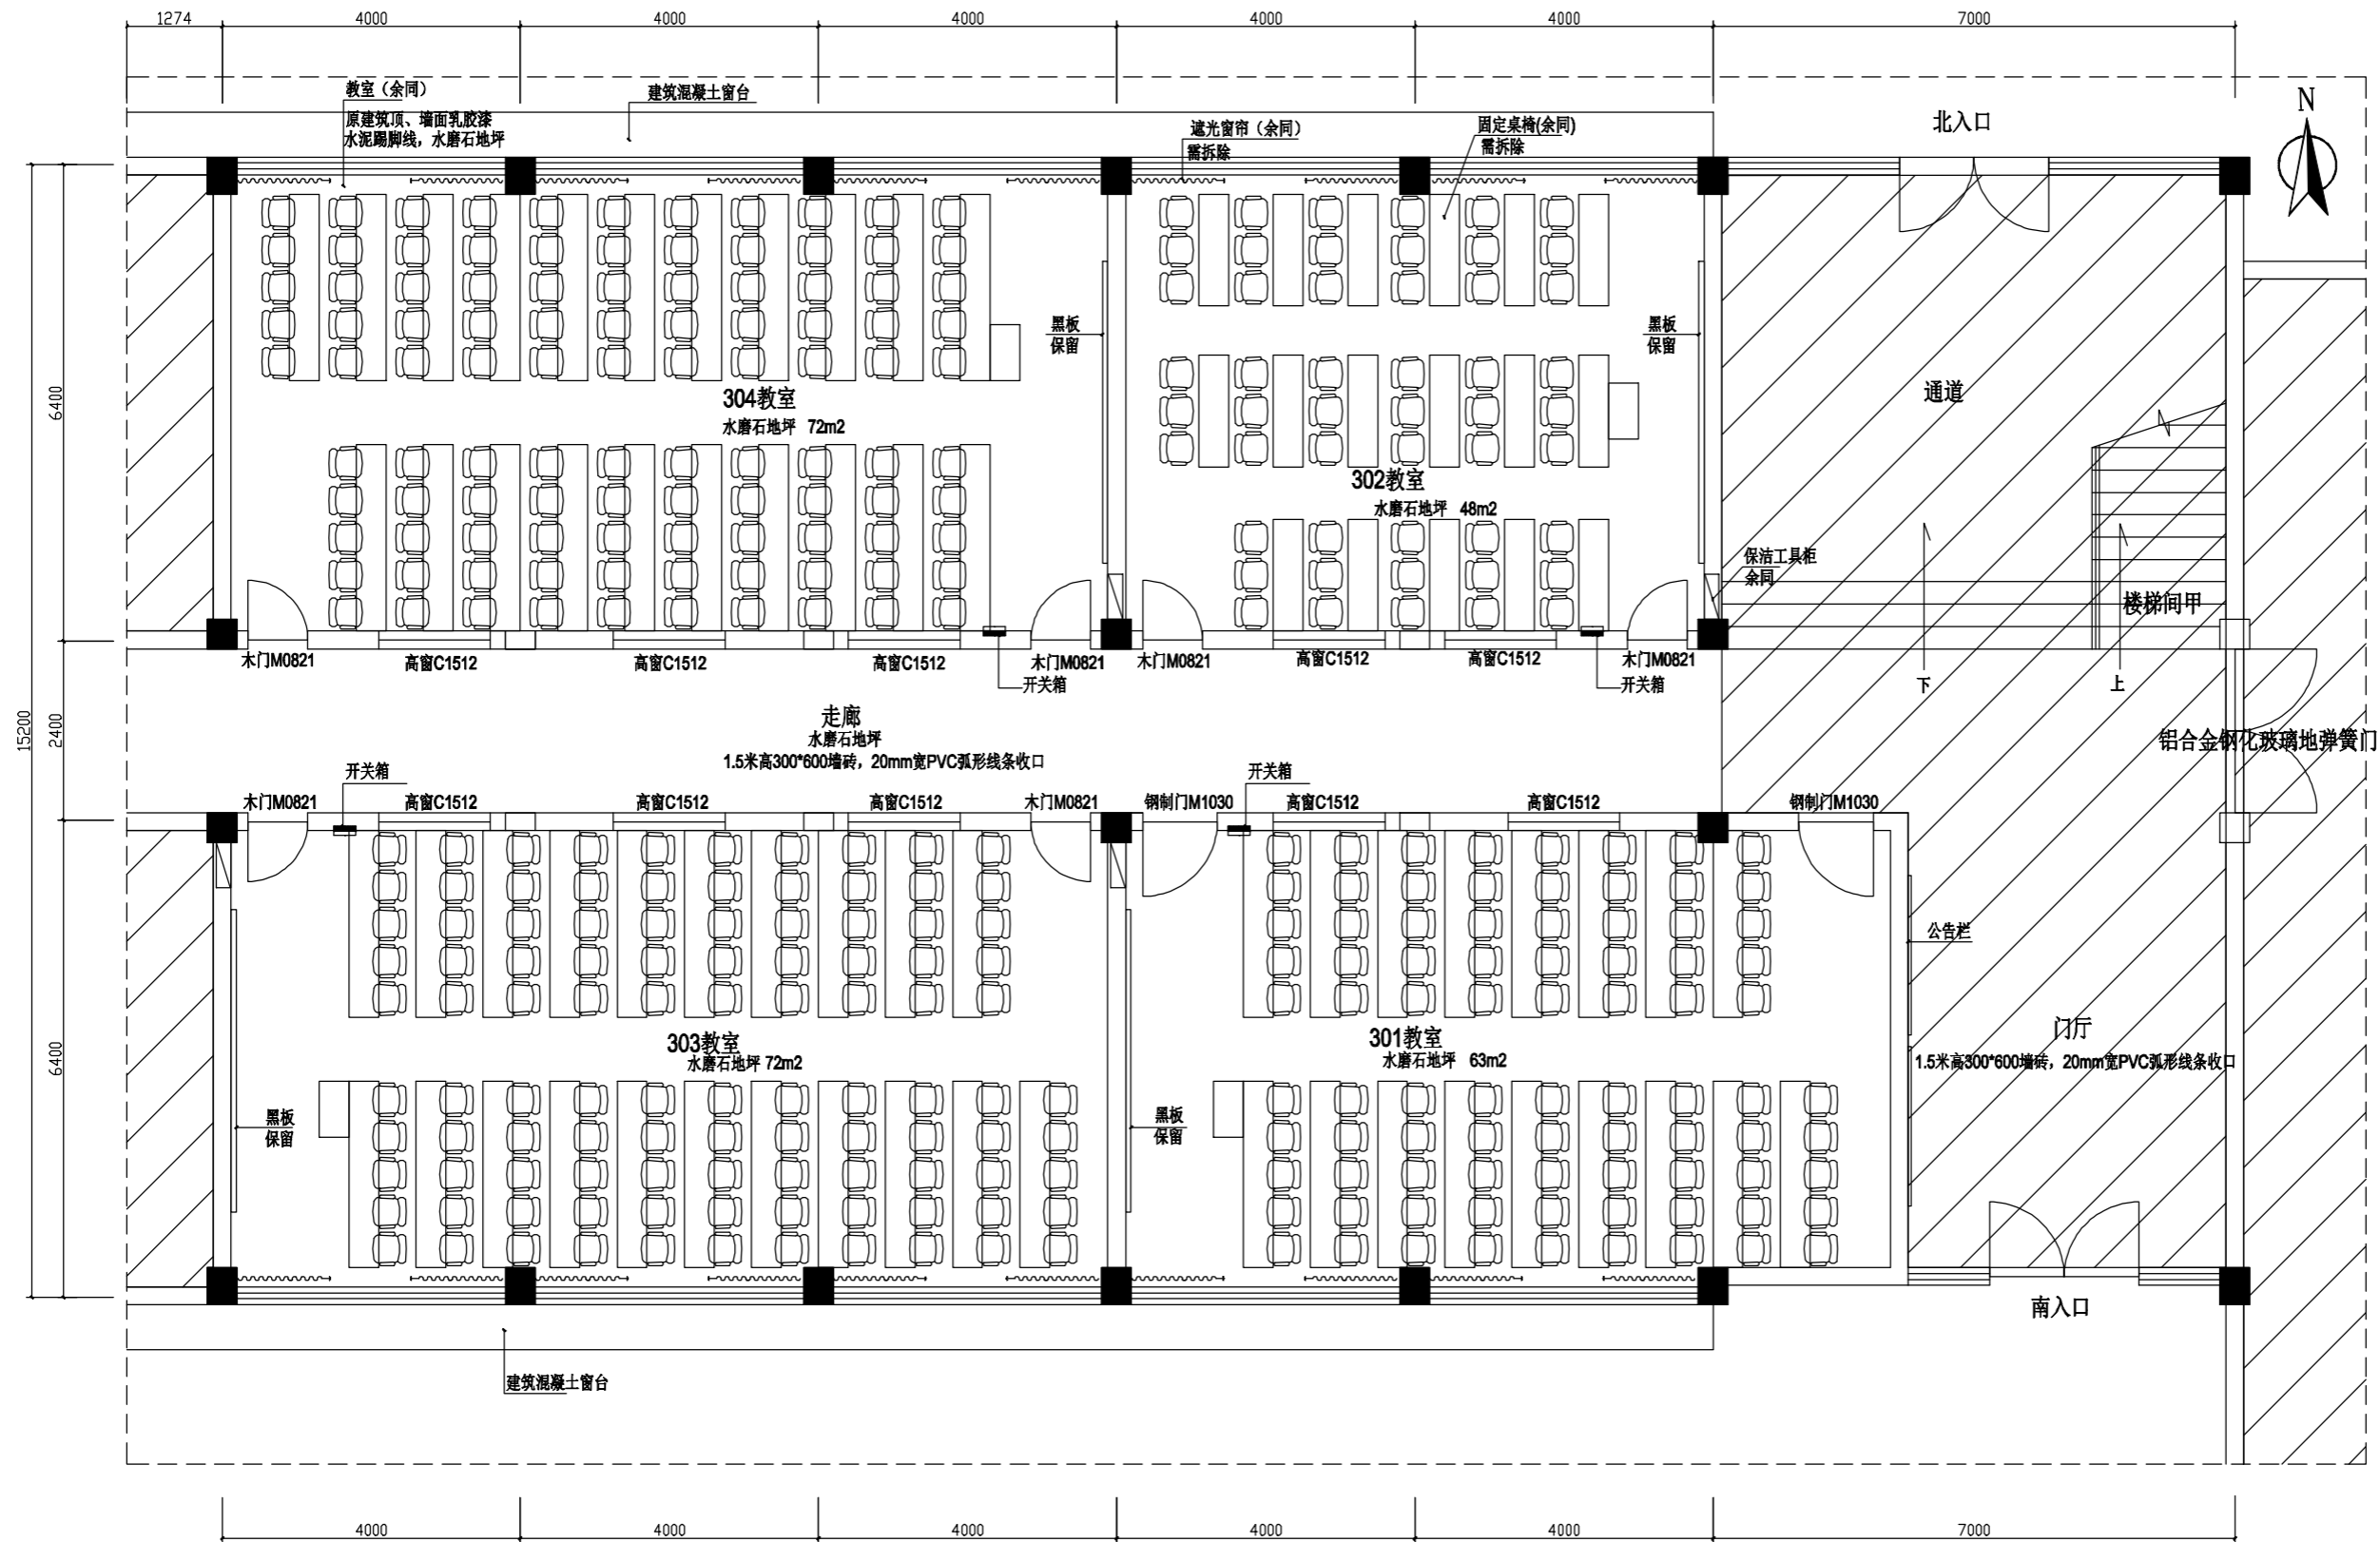 1274
4000
4000
4000
4000
4000
7000
教室（余同）
原建筑顶、墙面乳胶漆
水泥踢脚线，水磨石地坪
建筑混凝土窗台
遮光窗帘（余同）
需拆除
固定桌椅(余同)
需拆除
北入口
N
黑板
保留
黑板
保留
通道
304教室
水磨石地坪 72m2
302教室
水磨石地坪 48m2
保洁工具柜
余同
楼梯间甲
6400
15200
2400
6400
木门M0821
高窗C1512
高窗C1512
高窗C1512
木门M0821
木门M0821
高窗C1512
高窗C1512
木门M0821
开关箱
开关箱
下
上
走廊
水磨石地坪
1.5米高300*600墙砖，20mm宽PVC弧形线条收口
铝合金钢化玻璃地弹簧门
开关箱
开关箱
木门M0821
高窗C1512
高窗C1512
高窗C1512
木门M0821
钢制门M1030
高窗C1512
高窗C1512
钢制门M1030
公告栏
303教室
水磨石地坪 72m2
301教室
水磨石地坪 63m2
门厅
1.5米高300*600墙砖，20mm宽PVC弧形线条收口
黑板
保留
黑板
保留
南入口
建筑混凝土窗台
4000
4000
4000
4000
4000
7000